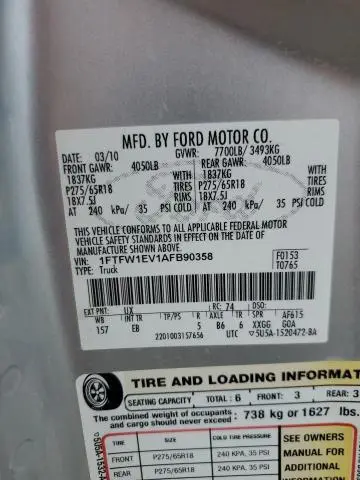 MFD. BY FORD MOTOR CO.
DATE: 03/10 GVWR: 7700LB/ 3493KG
FRONT GAWR: 4050LB REAR GAWR: 4050LB
1837KG WITH 1837KG WITH
P275/65R18 TIRES P275/65R18 TIRES
18X7.5J RIMS 18X7.5J RIMS
AT 240 kPa/ 35 PSI COLD AT 240 kPa/ 35 PSI COLD
THIS VEHICLE CONFORMS TO ALL APPLICABLE FEDERAL MOTOR
VEHICLE SAFETY STANDARDS IN EFFECT ON THE DATE OF
MANUFACTURE SHOWN ABOVE.
VIN: 1FTFW1EV1AFB90358 F0153
TYPE: Truck T0765
EXT PNT: UX RC: 74 DSO: AF615
WB INT TR TP/PS R AXLE TR SPR
157 EB 5 B6 6 XXGG GOA
2201003157656 UTC 5U5A-1520472-BA
TIRE AND LOADING INFORMAT
SEATING CAPACITY TOTAL: 6 FRONT: 3 REAR: 3
The combined weight of occupants
and cargo should never exceed: 738 kg or 1627 lbs.
TIRE SIZE COLD TIRE PRESSURE SEE OWNERS
FRONT P275/65R18 240 KPA, 35 PSI MANUAL FOR
REAR P275/65R18 240 KPA, 35 PSI ADDITIONAL